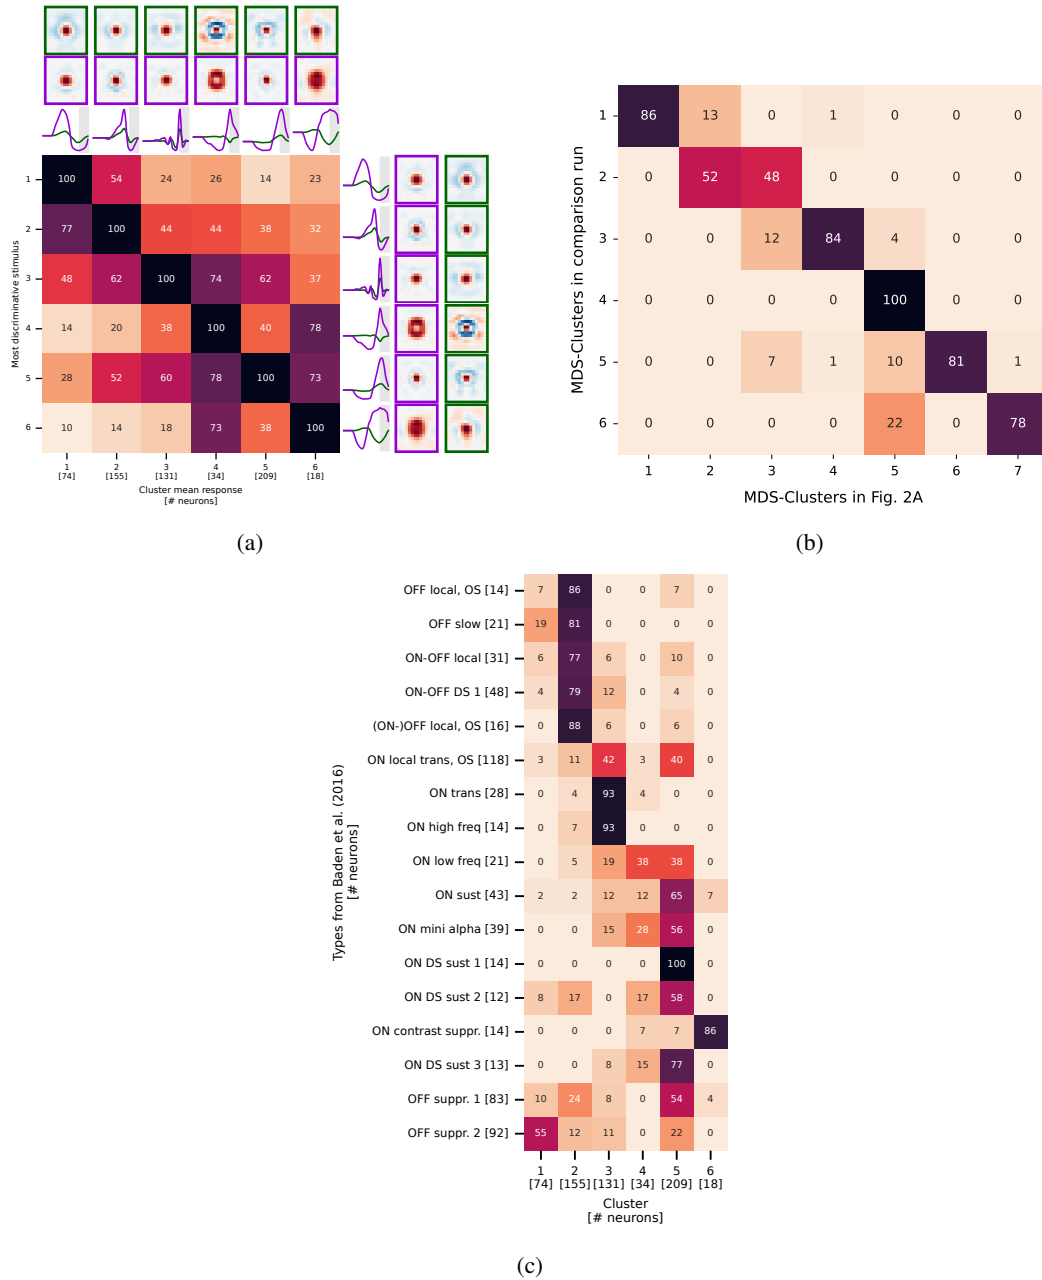 Most discriminative stimulus
1 100 54 24 26 14 23
2 77 100 44 44 38 32
3 48 62 100 74 62 37
4 14 20 38 100 40 78
5 28 52 60 78 100 73
6 10 14 18 73 38 100
1 2 3 4 5 6
[74] [155] [131] [34] [209] [18]
Cluster mean response
[# neurons]
(a)
MDS-Clusters in comparison run
1 86 13 0 1 0 0 0
2 0 52 48 0 0 0 0
3 0 0 12 84 4 0 0
4 0 0 0 0 100 0 0
5 0 0 7 1 10 81 1
6 0 0 0 0 22 0 78
1 2 3 4 5 6 7
MDS-Clusters in Fig. 2A
(b)
Types from Baden et al. (2016)
[# neurons]
OFF local, OS [14] 7 86 0 0 7 0
OFF slow [21] 19 81 0 0 0 0
ON-OFF local [31] 6 77 6 0 10 0
ON-OFF DS 1 [48] 4 79 12 0 4 0
(ON-)OFF local, OS [16] 0 88 6 0 6 0
ON local trans, OS [118] 3 11 42 3 40 0
ON trans [28] 0 4 93 4 0 0
ON high freq [14] 0 7 93 0 0 0
ON low freq [21] 0 5 19 38 38 0
ON sust [43] 2 2 12 12 65 7
ON mini alpha [39] 0 0 15 28 56 0
ON DS sust 1 [14] 0 0 0 0 100 0
ON DS sust 2 [12] 8 17 0 17 58 0
ON contrast suppr. [14] 0 0 0 7 7 86
ON DS sust 3 [13] 0 0 8 15 77 0
OFF suppr. 1 [83] 10 24 8 0 54 4
OFF suppr. 2 [92] 55 12 11 0 22 0
1 2 3 4 5 6
[74] [155] [131] [34] [209] [18]
Cluster
[# neurons]
(c)